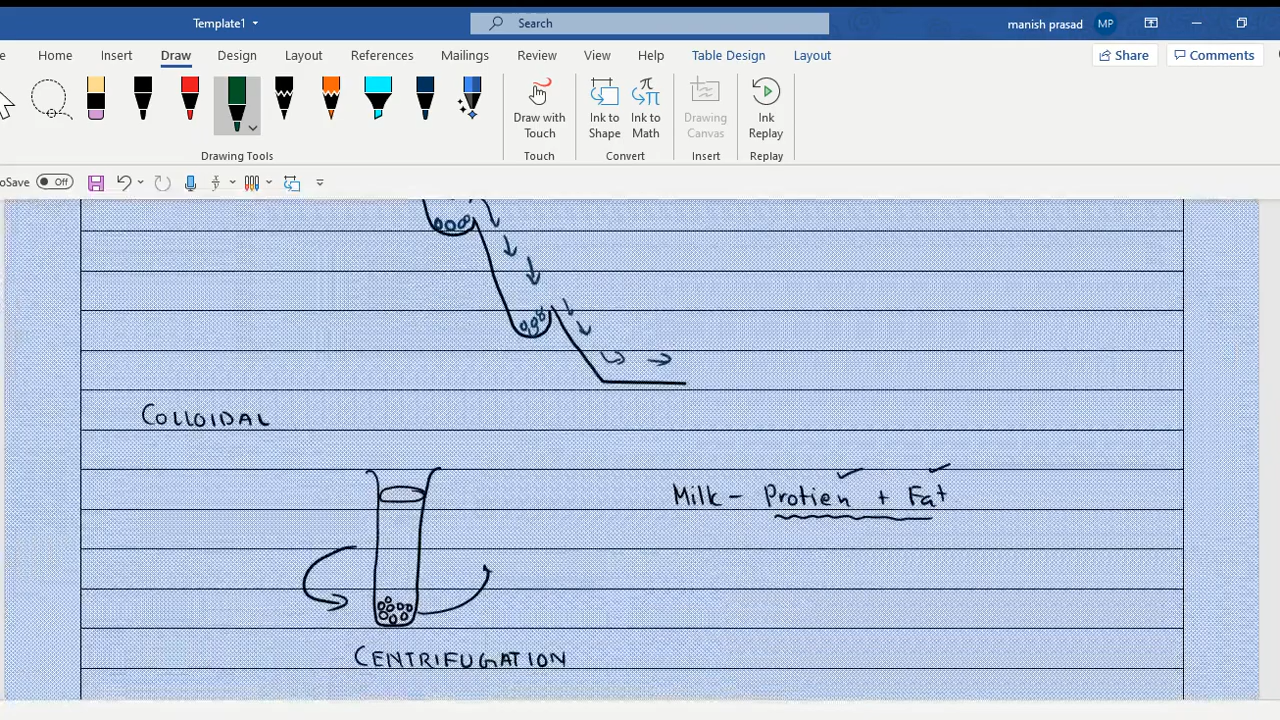 Template1
Search
manish prasad
MP
Home Insert Draw Design Layout References Mailings Review View Help Table Design Layout
Share
Comments
Draw with Touch
Ink to Shape
Ink to Math
Drawing Canvas
Ink Replay
Drawing Tools
Touch
Convert
Insert
Replay
oSave
Off
COLLOIDAL
Milk - Protien + Fat
CENTRIFUGATION